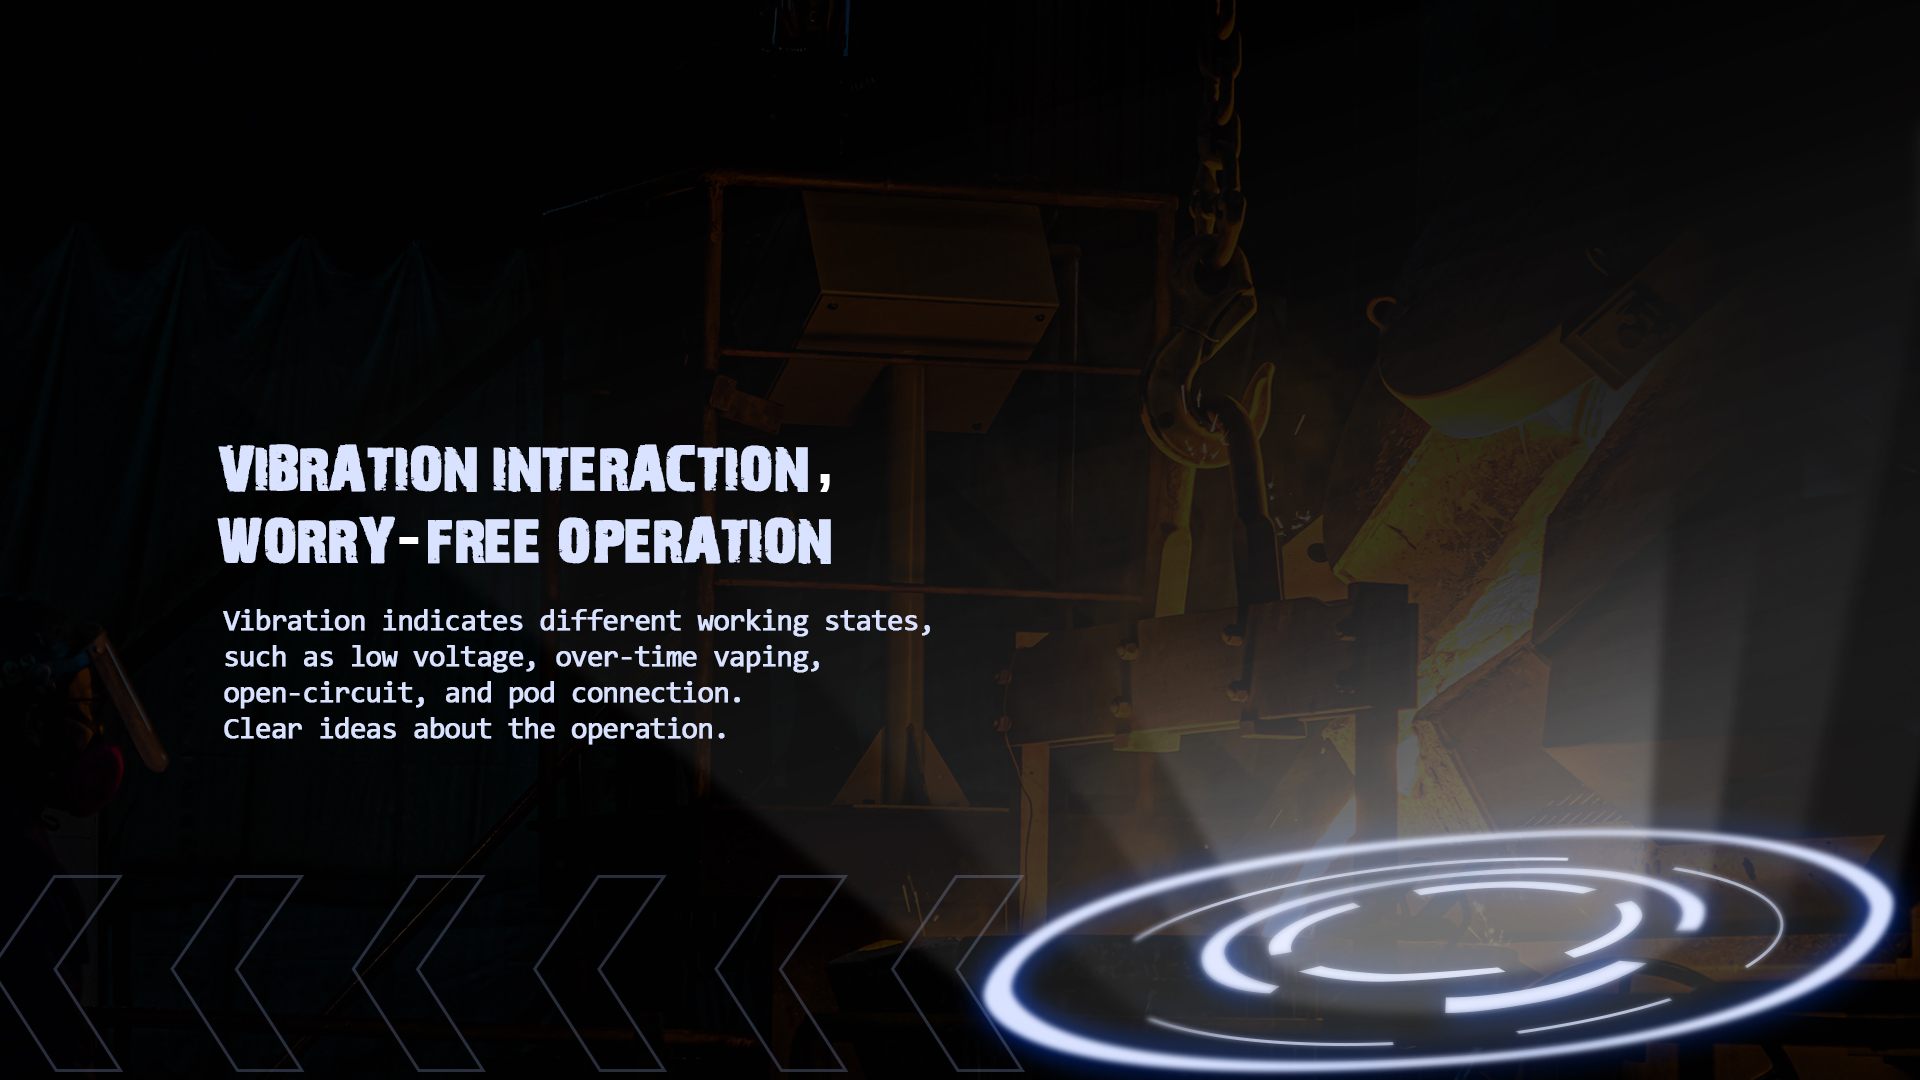 VIBRATION INTERACTION,
WORRY-FREE OPERATION
Vibration indicates different working states,
such as low voltage, over-time vaping,
open-circuit, and pod connection.
Clear ideas about the operation.